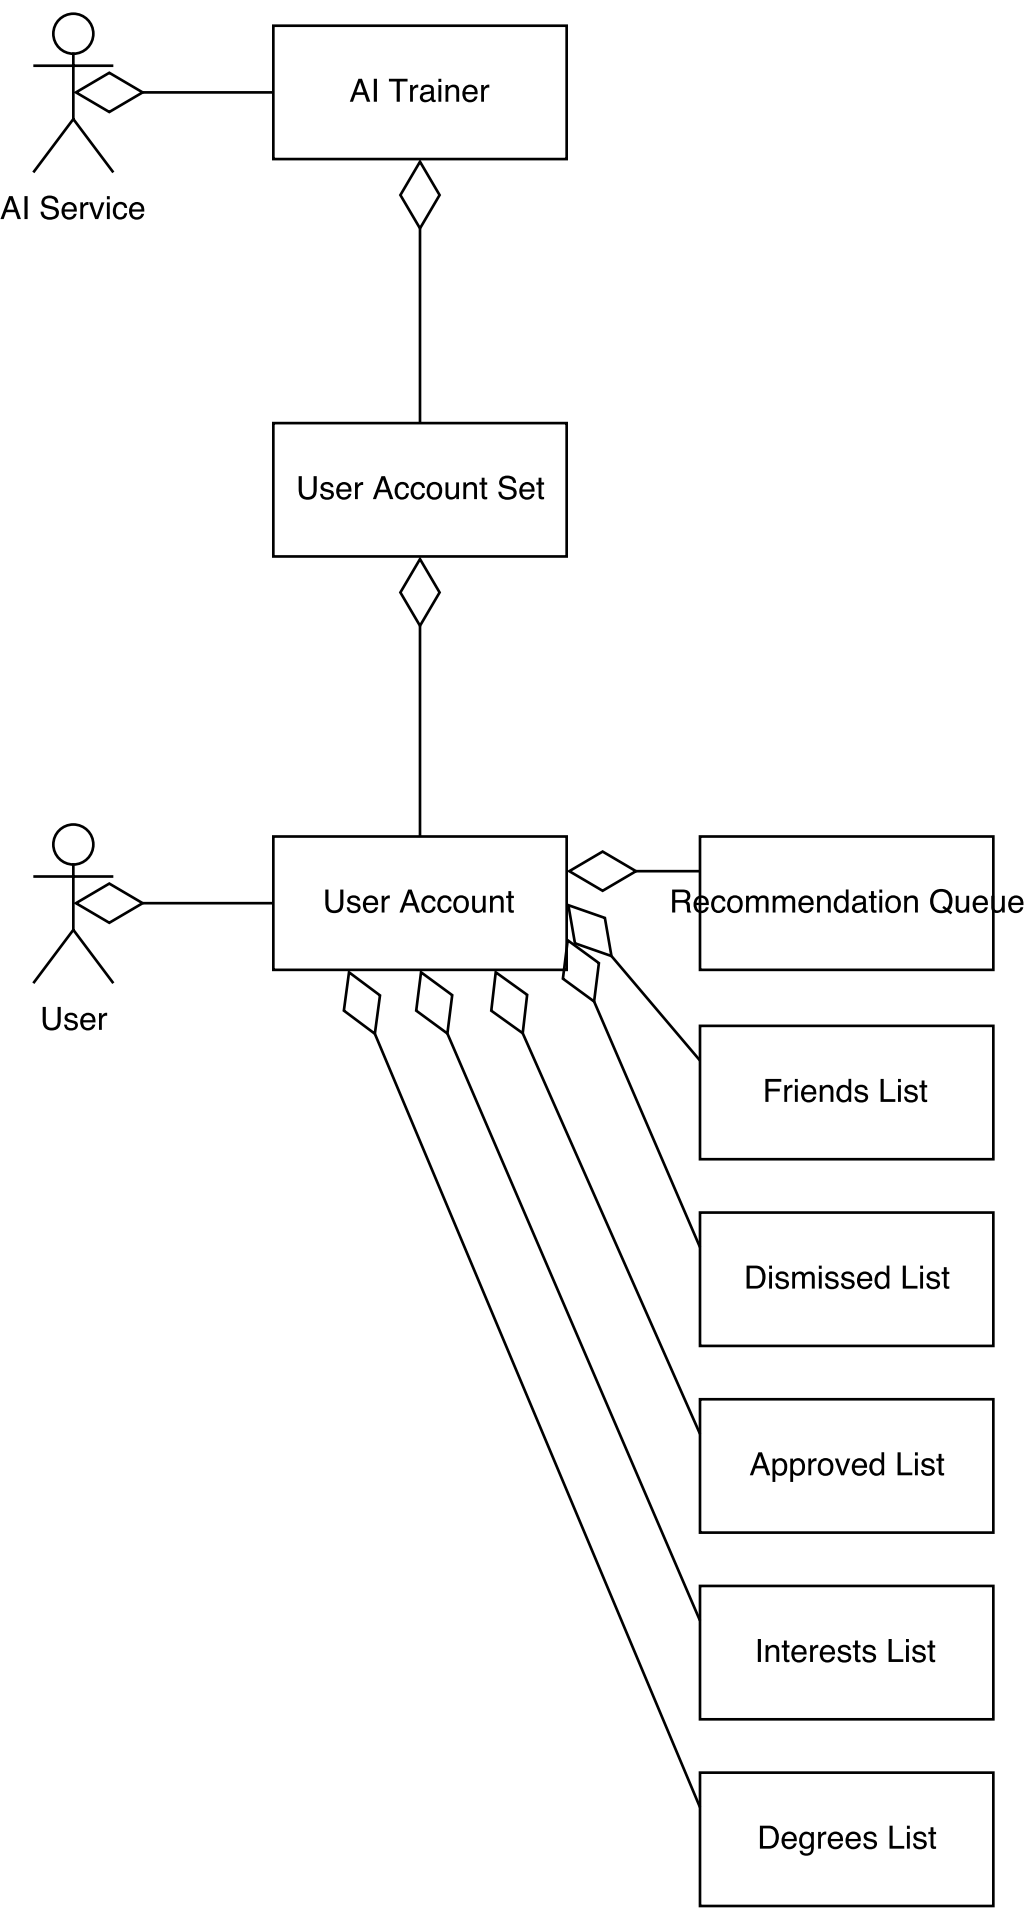 AI Trainer
AI Service
User Account Set
User Account
Recommendation Queue
User
Friends List
Dismissed List
Approved List
Interests List
Degrees List